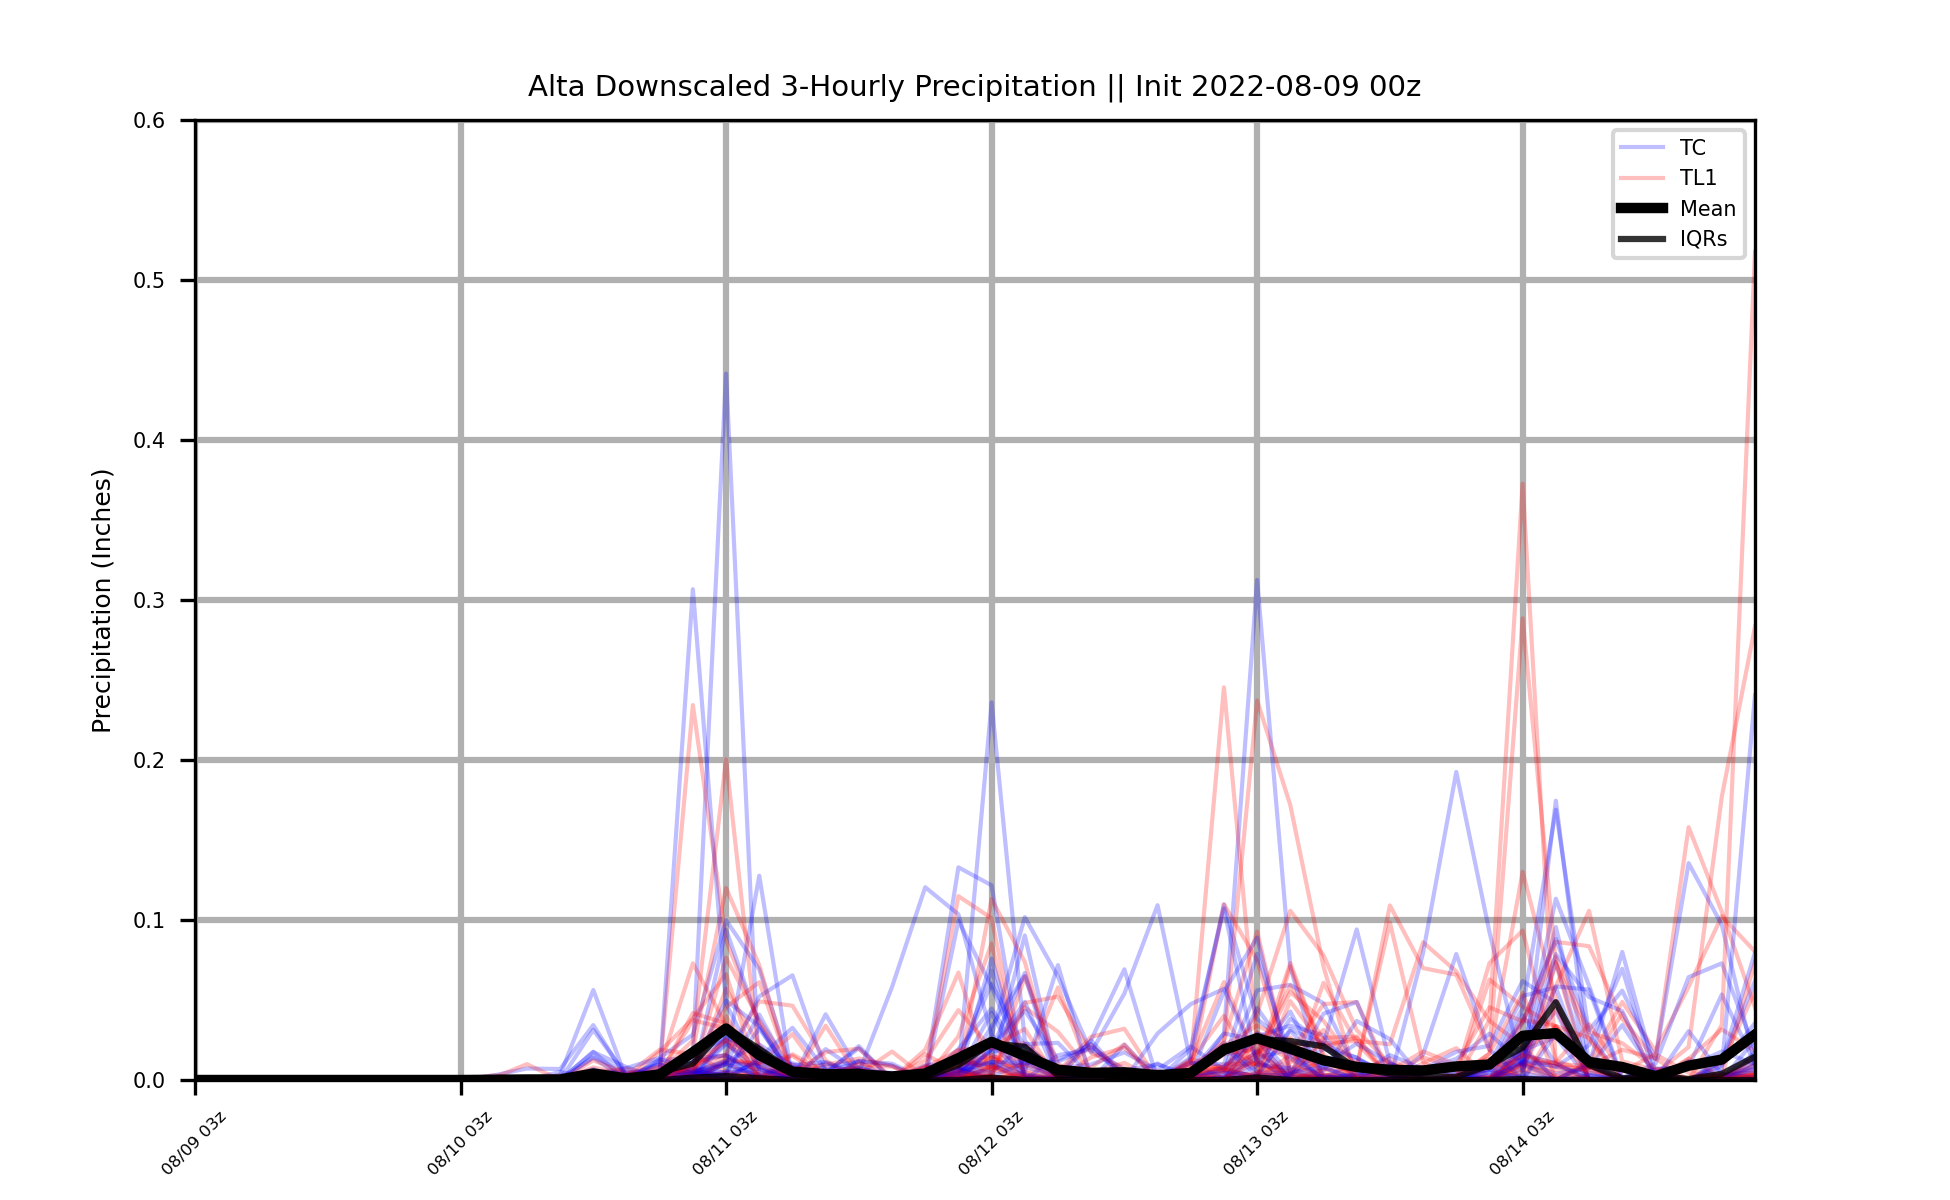 Alta Downscaled 3-Hourly Precipitation || Init 2022-08-09 00z
TC
TL1
Mean
IQRs
Precipitation (Inches)
0.6
0.5
0.4
0.3
0.2
0.1
0.0
08/09 03z
08/10 03z
08/11 03z
08/12 03z
08/13 03z
08/14 03z